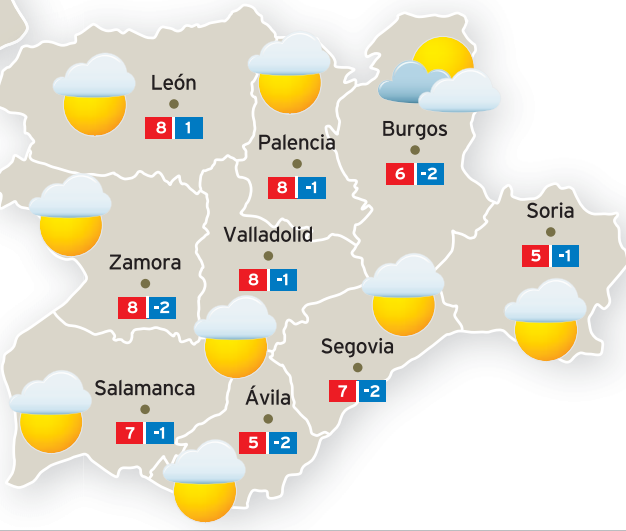 León
8 1
Palencia
8 -1
Burgos
6 -2
Soria
5 -1
Valladolid
8 -1
Zamora
8 -2
Segovia
7 -2
Salamanca
7 -1
Ávila
5 -2